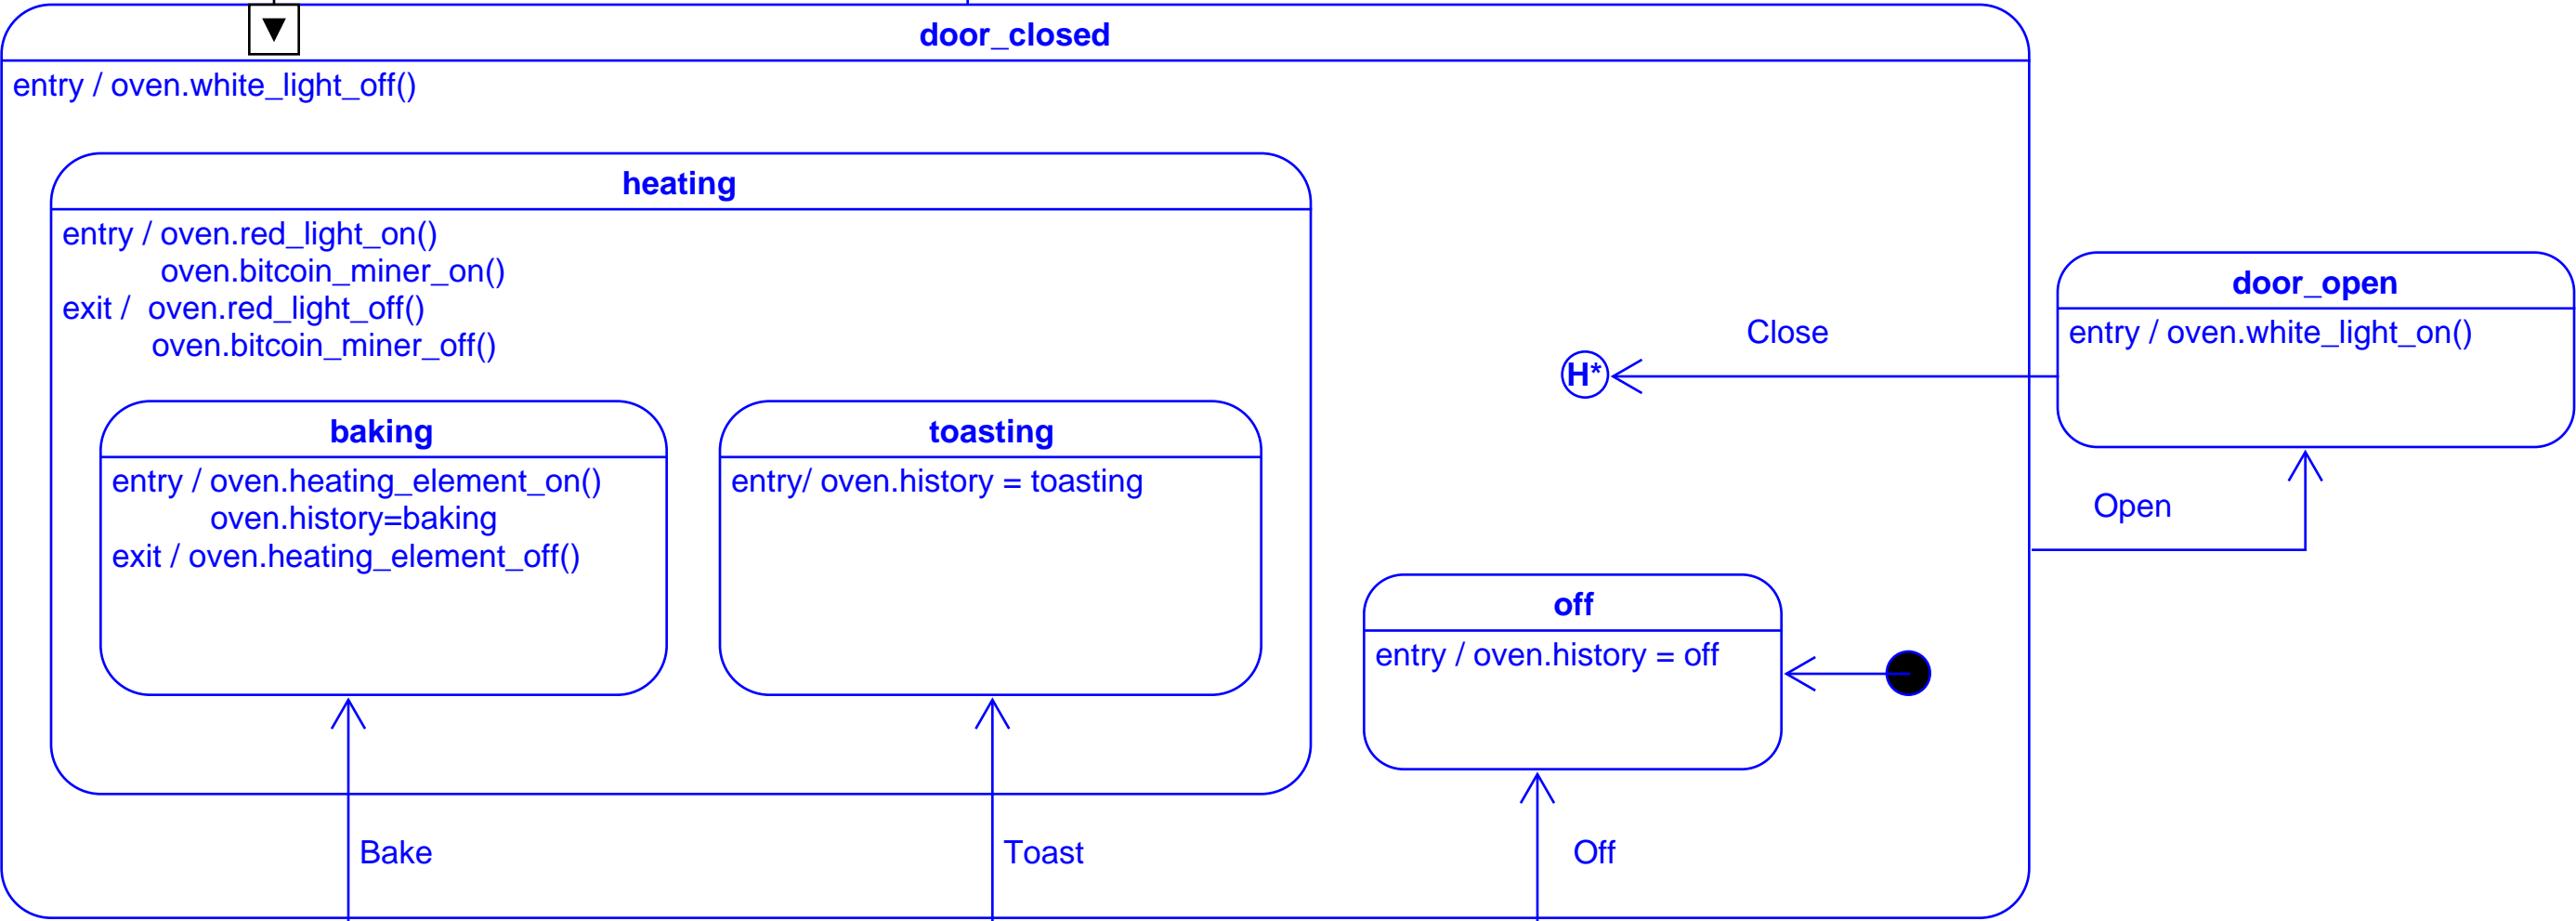 door_closed
entry / oven.white_light_off()
heating
entry / oven.red_light_on()
oven.bitcoin_miner_on()
exit /  oven.red_light_off()
oven.bitcoin_miner_off()
baking
entry / oven.heating_element_on()
oven.history=baking
exit / oven.heating_element_off()
toasting
entry/ oven.history = toasting
H*
Close
door_open
entry / oven.white_light_on()
Open
off
entry / oven.history = off
Bake
Toast
Off